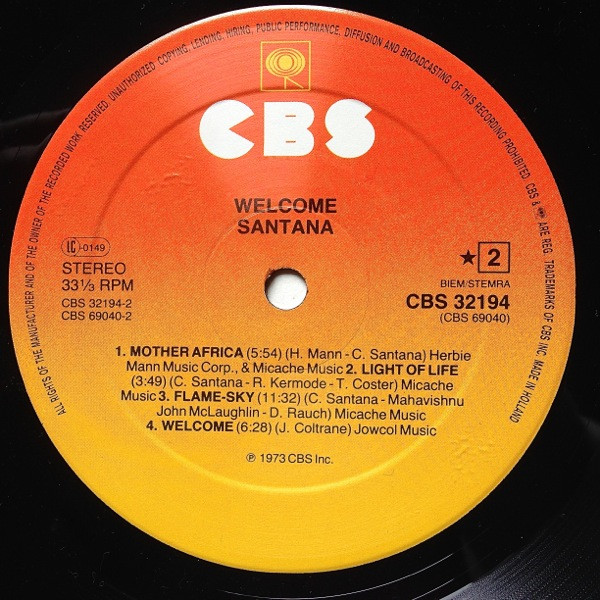 ALL RIGHTS OF THE MANUFACTURER AND OF THE OWNER OF THE RECORDED WORK RESERVED. UNAUTHORIZED COPYING, LENDING, HIRING, PUBLIC PERFORMANCE, DIFFUSION AND BROADCASTING OF THIS RECORDING PROHIBITED. CBS & ARE REG. TRADEMARKS OF CBS INC. MADE IN HOLLAND
CBS
WELCOME
SANTANA
LC-0149
STEREO
33⅓ RPM
CBS 32194-2
CBS 69040-2
★ 2
BIEM/STEMRA
CBS 32194
(CBS 69040)
1. MOTHER AFRICA (5:54) (H. Mann - C. Santana) Herbie
Mann Music Corp., & Micache Music 2. LIGHT OF LIFE
(3:49) (C. Santana - R. Kermode - T. Coster) Micache
Music 3. FLAME-SKY (11:32) (C. Santana - Mahavishnu
John McLaughlin - D. Rauch) Micache Music
4. WELCOME (6:28) (J. Coltrane) Jowcol Music
℗ 1973 CBS Inc.